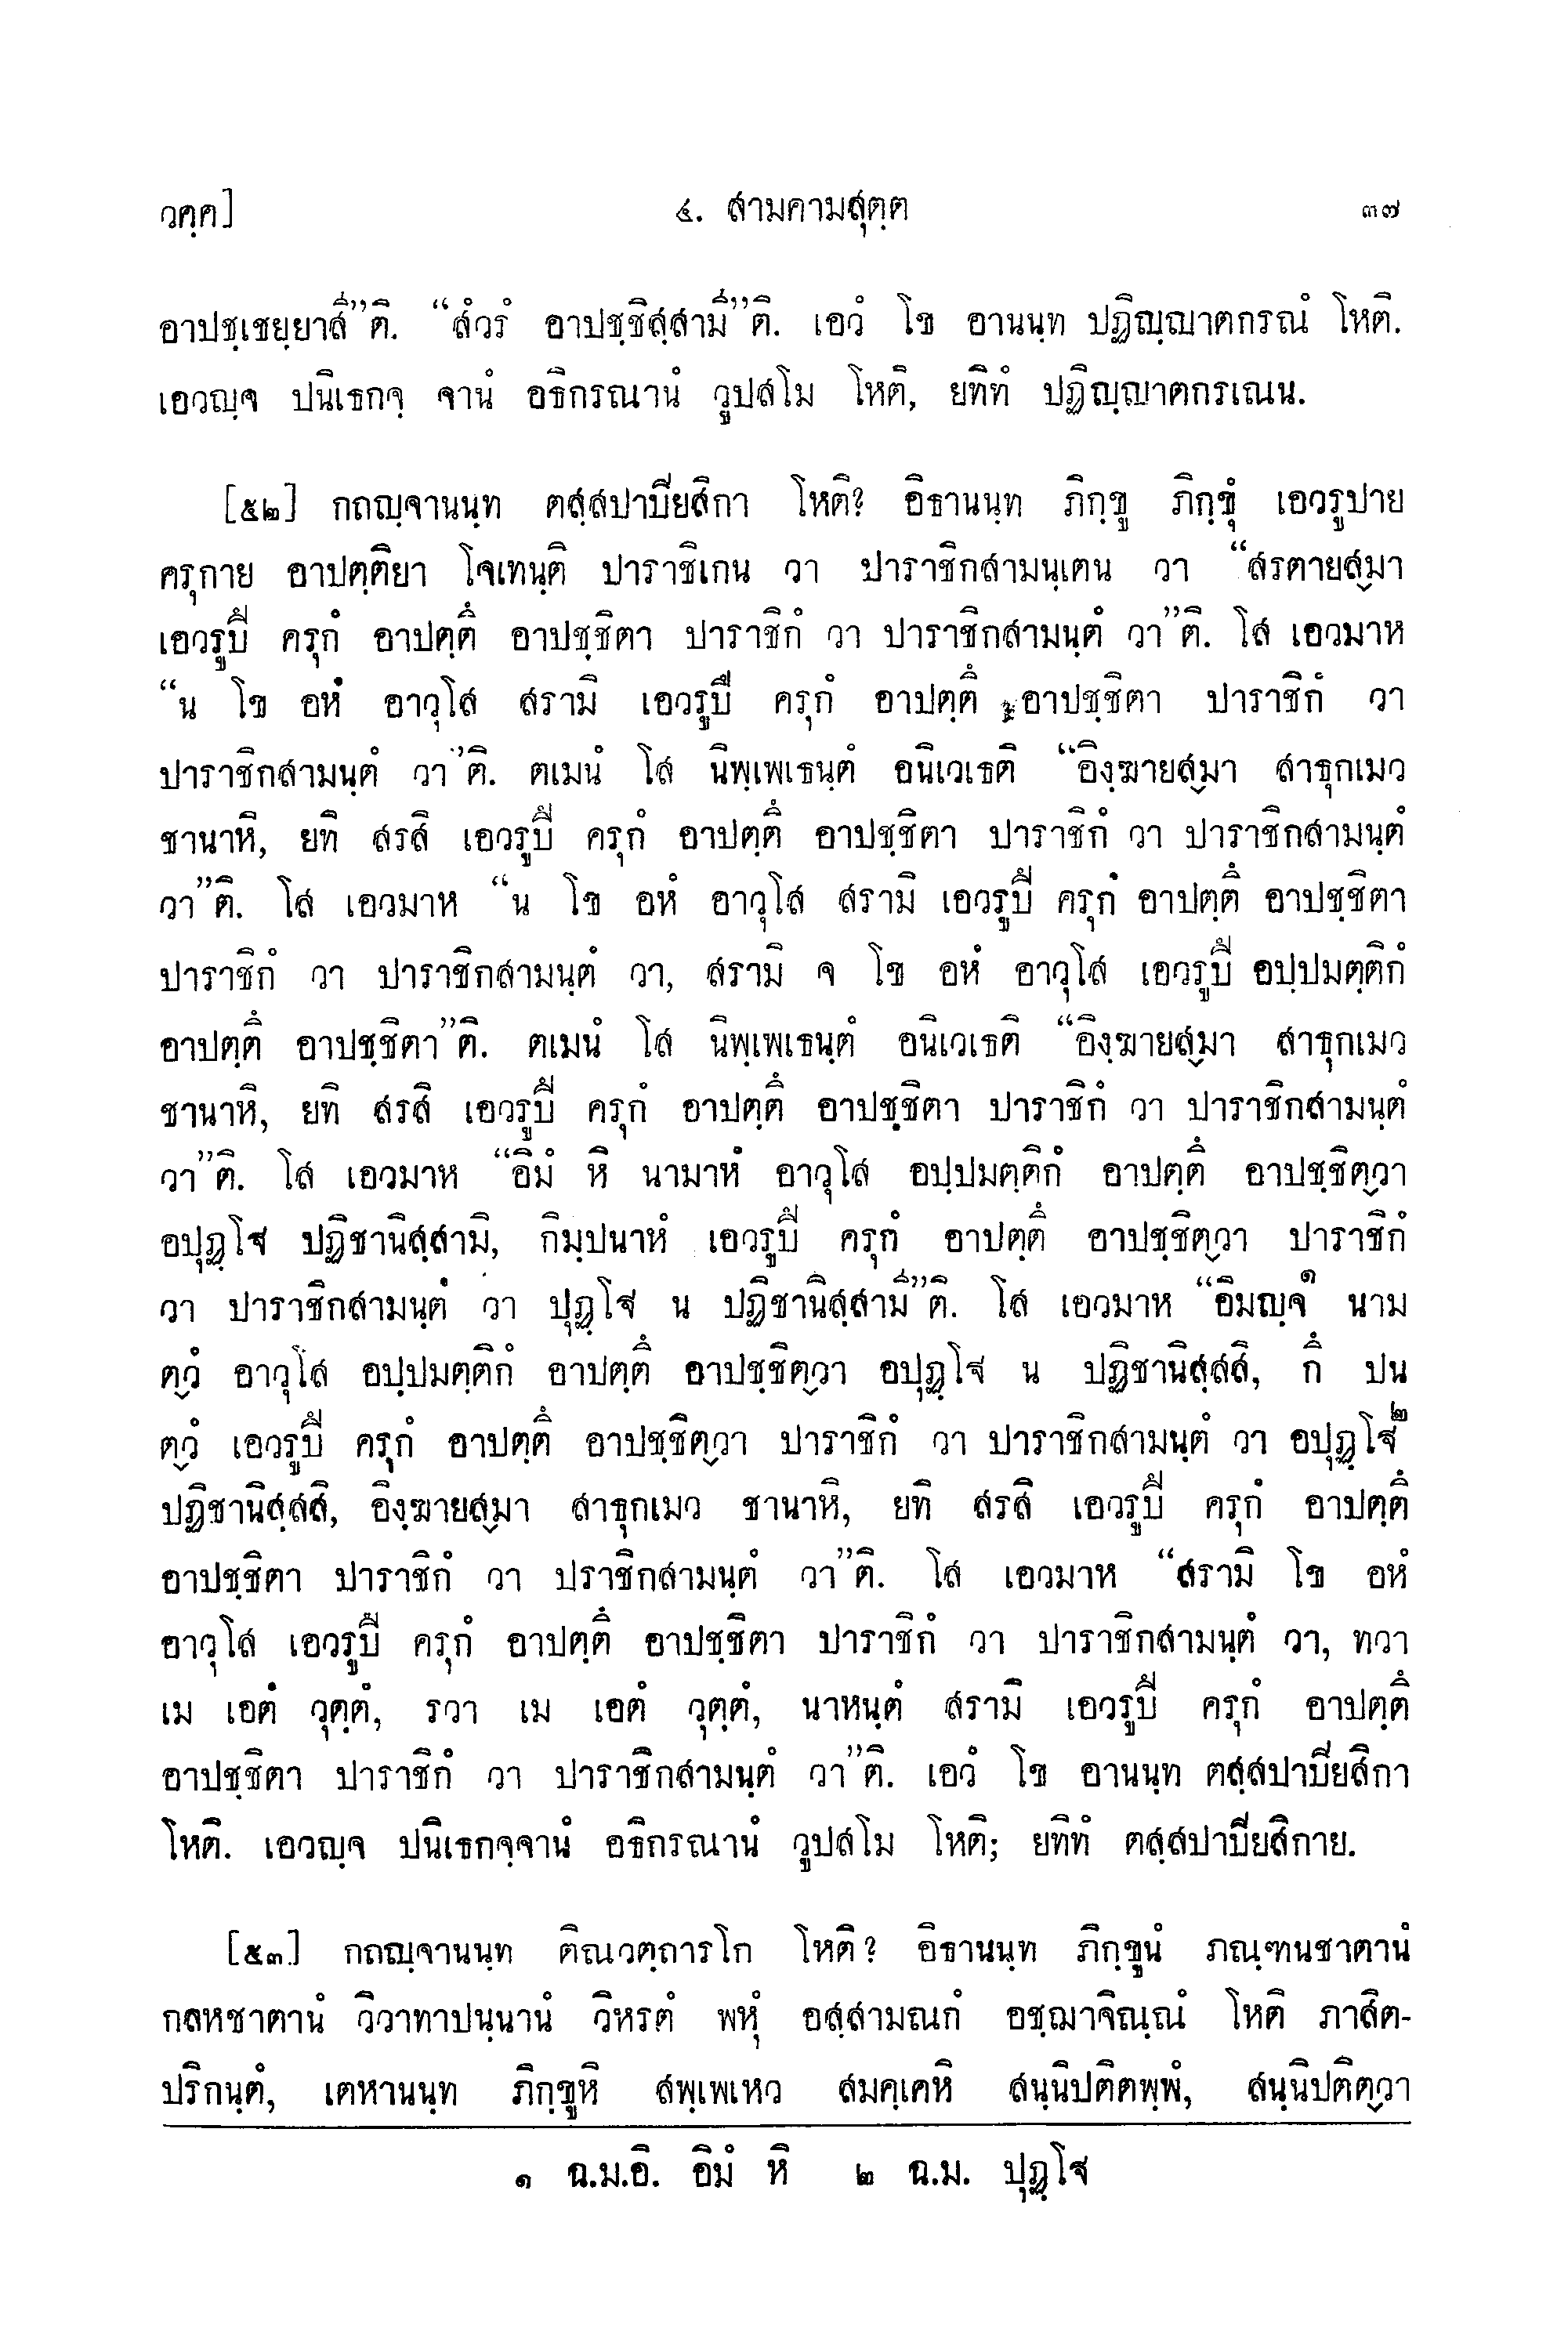 วคฺค]
๔. สามคามสุตฺต
๓๗
อาปชฺเชยฺยาสี”ติ. “สํวรํ อาปชฺชิสฺสามี”ติ. เอวํ โข อานนฺท ปฏิญฺญาตกรณํ โหติ.
เอวญฺจ ปนิเธกจฺ จานํ อธิกรณานํ วูปสโม โหติ, ยทิทํ ปฏิญฺญาตกรเณน.
[๕๒] กถญฺจานนฺท ตสฺสปาปียสิกา โหติ? อิธานนฺท ภิกฺขู ภิกฺขุํ เอวรูปาย
ครุกาย อาปตฺติยา โจเทนฺติ ปาราชิเกน วา ปาราชิกสามนฺเตน วา “สรตายสฺมา
เอวรูปึ ครุกํ อาปตฺตึ อาปชฺชิตา ปาราชิกํ วา ปาราชิกสามนฺตํ วา”ติ. โส เอวมาห
“น โข อหํ อาวุโส สรามิ เอวรูปึ ครุกํ อาปตฺตึ อาปชฺชิตา ปาราชิกํ วา
ปาราชิกสามนฺตํ วา”ติ. ตเมนํ โส นิพฺเพเธนฺตํ อนิเวเธติ “อิงฺฆายสฺมา สาธุกเมว
ชานาหิ, ยทิ สรสิ เอวรูปึ ครุกํ อาปตฺตึ อาปชฺชิตา ปาราชิกํ วา ปาราชิกสามนฺตํ
วา”ติ. โส เอวมาห “น โข อหํ อาวุโส สรามิ เอวรูปึ ครุกํ อาปตฺตึ อาปชฺชิตา
ปาราชิกํ วา ปาราชิกสามนฺตํ วา, สรามิ จ โข อหํ อาวุโส เอวรูปึ อปฺปมตฺติกํ
อาปตฺตึ อาปชฺชิตา”ติ. ตเมนํ โส นิพฺเพเธนฺตํ อนิเวเธติ “อิงฺฆายสฺมา สาธุกเมว
ชานาหิ, ยทิ สรสิ เอวรูปึ ครุกํ อาปตฺตึ อาปชฺชิตา ปาราชิกํ วา ปาราชิกสามนฺตํ
วา”ติ. โส เอวมาห “อิมํ หิ นามาหํ อาวุโส อปฺปมตฺติกํ อาปตฺตึ อาปชฺชิตฺวา
อปุฏฺโฐ ปฏิชานิสฺสามิ, กิมฺปนาหํ เอวรูปึ ครุกํ อาปตฺตึ อาปชฺชิตฺวา ปาราชิกํ
วา ปาราชิกสามนฺตํ วา ปุฏฺโฐ น ปฏิชานิสฺสามี”ติ. โส เอวมาห “อิมญฺจ๑ นาม
ตฺวํ อาวุโส อปฺปมตฺติกํ อาปตฺตึ อาปชฺชิตฺวา อปุฏฺโฐ น ปฏิชานิสฺสสิ, กึ ปน
ตฺวํ เอวรูปึ ครุกํ อาปตฺตึ อาปชฺชิตฺวา ปาราชิกํ วา ปาราชิกสามนฺตํ วา อปุฏฺโฐ๒
ปฏิชานิสฺสสิ, อิงฺฆายสฺมา สาธุกเมว ชานาหิ, ยทิ สรสิ เอวรูปึ ครุกํ อาปตฺตึ
อาปชฺชิตา ปาราชิกํ วา ปราชิกสามนฺตํ วา”ติ. โส เอวมาห “สรามิ โข อหํ
อาวุโส เอวรูปึ ครุกํ อาปตฺตึ อาปชฺชิตา ปาราชิกํ วา ปาราชิกสามนฺตํ วา, ทวา
เม เอตํ วุตฺตํ, รวา เม เอตํ วุตฺตํ, นาหนฺตํ สรามิ เอวรูปึ ครุกํ อาปตฺตึ
อาปชฺชิตา ปาราชิกํ วา ปาราชิกสามนฺตํ วา”ติ. เอวํ โข อานนฺท ตสฺสปาปียสิกา
โหติ. เอวญฺจ ปนิเธกจฺจานํ อธิกรณานํ วูปสโม โหติ; ยทิทํ ตสฺสปาปียสิกาย.
[๕๓] กถญฺจานนฺท ติณวตฺถารโก โหติ? อิธานนฺท ภิกฺขูนํ ภณฺฑนชาตานํ
กลหชาตานํ วิวาทาปนฺนานํ วิหรตํ พหุํ อสฺสามณกํ อชฺฌาจิณฺณํ โหติ ภาสิต-
ปริกนฺตํ, เตหานนฺท ภิกฺขูหิ สพฺเพเหว สมคฺเคหิ สนฺนิปติตพฺพํ, สนฺนิปติตฺวา
๑ ฉ.ม.อิ. อิมํ หิ ๒ ฉ.ม. ปุฏฺโฐ